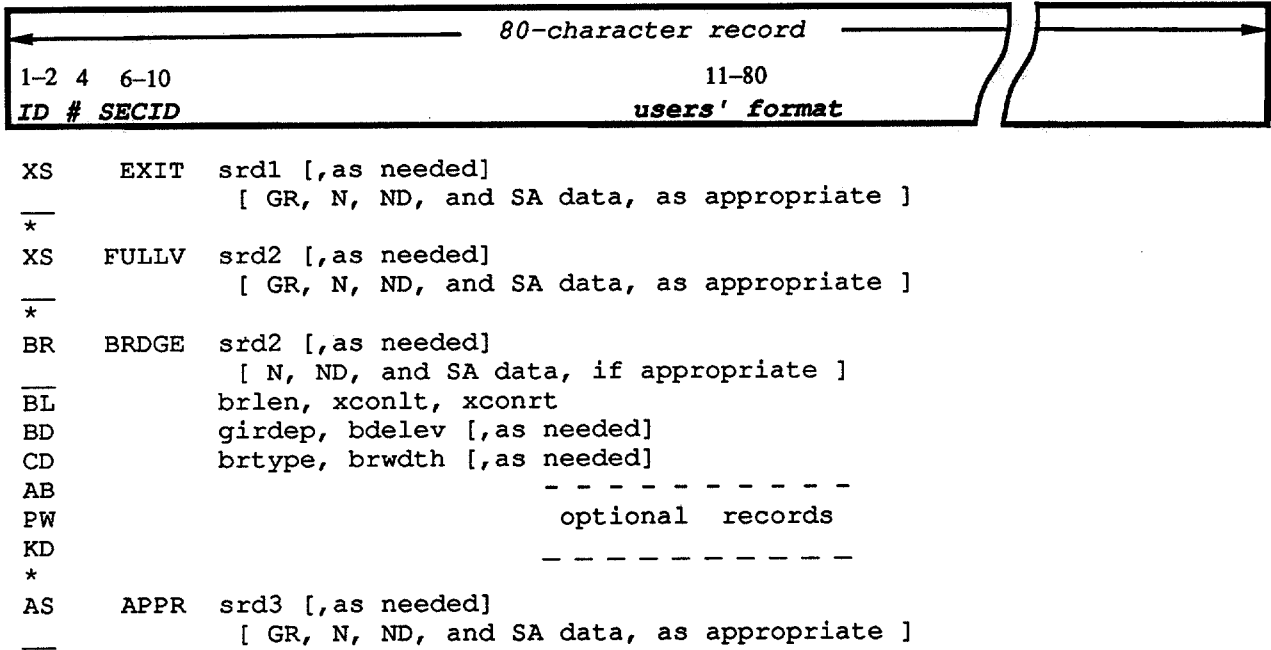 80-character record
1–2 4 6–10 11–80
ID # SECID users' format
XS EXIT srd1 [,as needed]
[ GR, N, ND, and SA data, as appropriate ]
__
*
XS FULLV srd2 [,as needed]
[ GR, N, ND, and SA data, as appropriate ]
__
*
BR BRDGE srd2 [,as needed]
[ N, ND, and SA data, if appropriate ]
__
BL brlen, xconlt, xconrt
BD girdep, bdelev [,as needed]
CD brtype, brwdth [,as needed]
AB - - - - - - - - - -
PW optional records
KD - - - - - - - - - -
*
AS APPR srd3 [,as needed]
[ GR, N, ND, and SA data, as appropriate ]
__